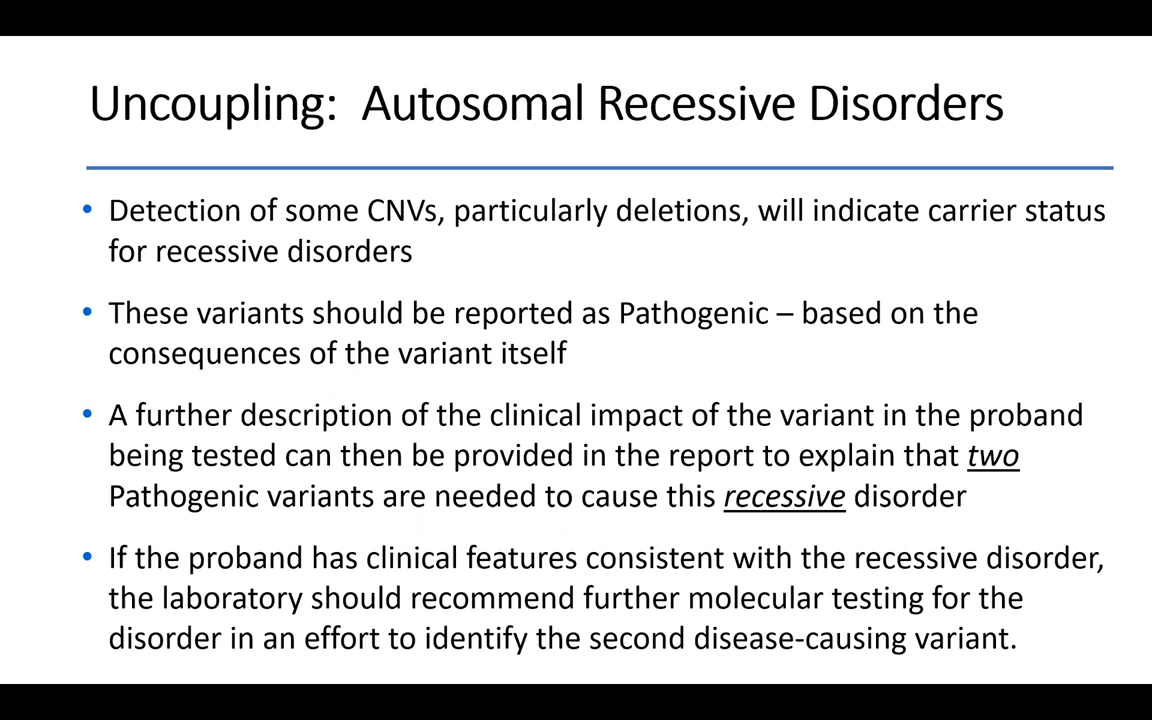 Uncoupling:  Autosomal Recessive Disorders
• Detection of some CNVs, particularly deletions, will indicate carrier status
for recessive disorders
• These variants should be reported as Pathogenic – based on the
consequences of the variant itself
• A further description of the clinical impact of the variant in the proband
being tested can then be provided in the report to explain that two
Pathogenic variants are needed to cause this recessive disorder
• If the proband has clinical features consistent with the recessive disorder,
the laboratory should recommend further molecular testing for the
disorder in an effort to identify the second disease-causing variant.